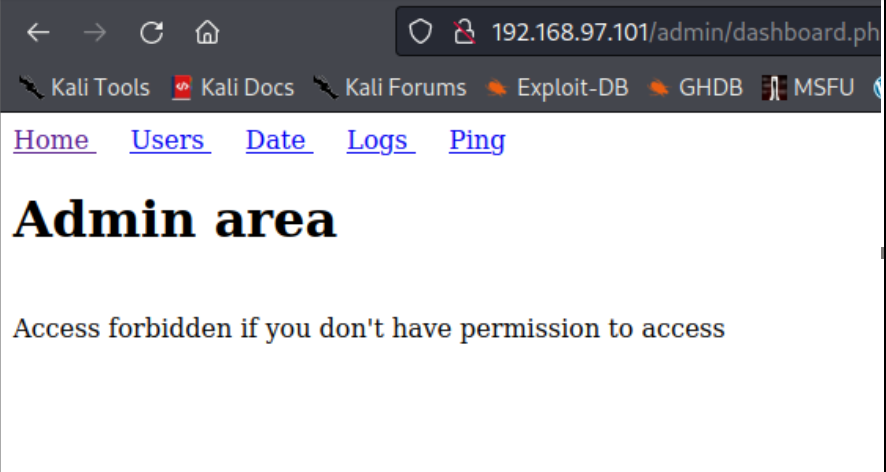 192.168.97.101/admin/dashboard.ph
Kali Tools Kali Docs Kali Forums Exploit-DB GHDB MSFU
Home Users Date Logs Ping
Admin area
Access forbidden if you don't have permission to access